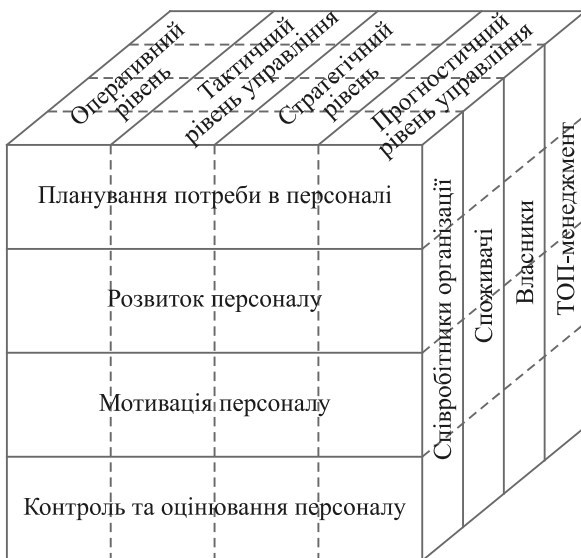 Оперативний
рівень
Тактичний
рівень управління
Стратегічний
рівень
Прогностичний
рівень управління
Планування потреби в персоналі
Розвиток персоналу
Мотивація персоналу
Контроль та оцінювання персоналу
Співробітники організації
Споживачі
Власники
ТОП-менеджмент